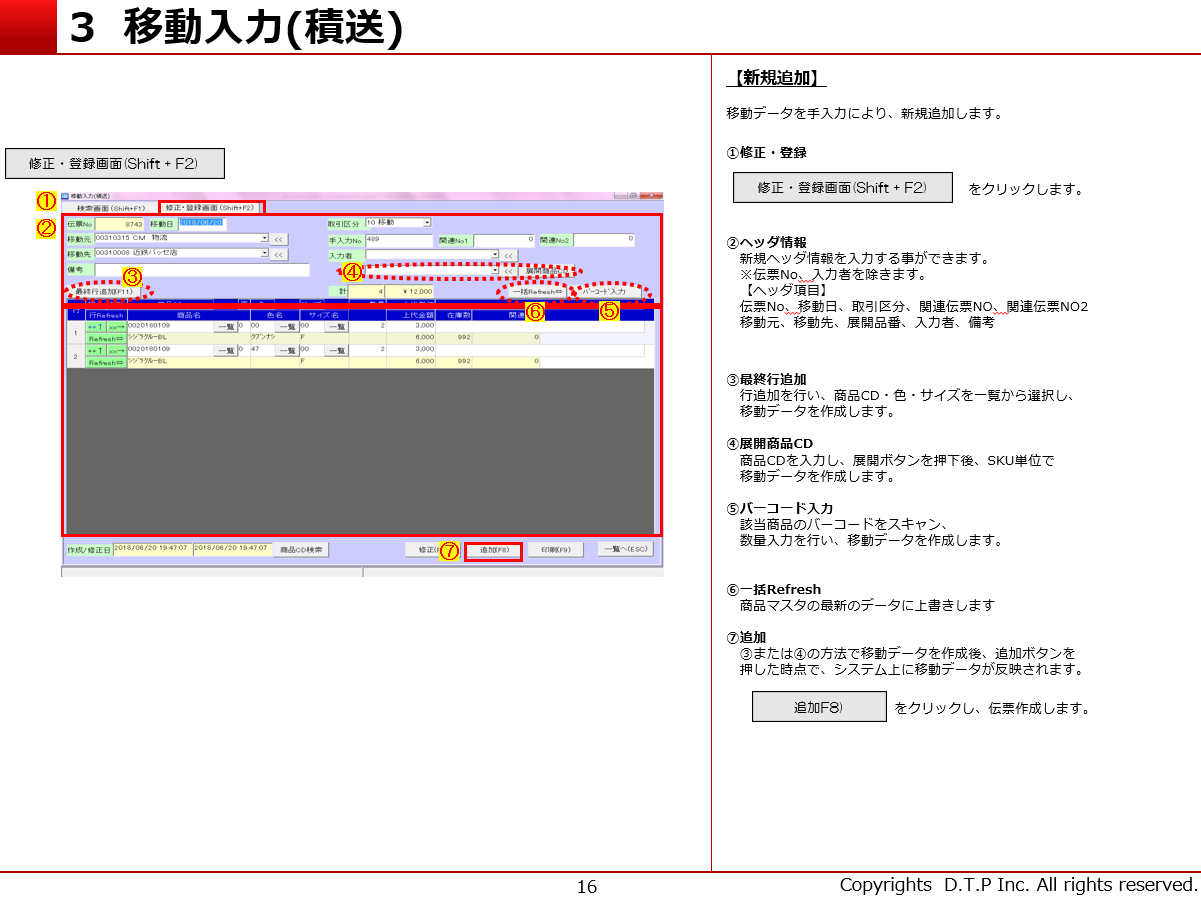 3 移動入力(積送)
修正・登録画面(Shift + F2)
①
②
③
④
⑤
⑥
⑦
移動入力(積送)
検索画面(Shift+F1) 修正・登録画面(Shift+F2)
伝票No 8743 移動日 2018/06/20 取引区分 10 移動
移動元 00310315 CM 物流 << 手入力No 489 関連No1 0 関連No2 0
移動先 00310008 近鉄パッセ店 << 入力者 <<
備考 << 展開商品
最終行追加(F11) 計 4 ¥ 12,000 一括Refresh⇔ バーコード入力
行 行Refresh 商品名 色名 サイズ名 上代金額 在庫数
1 0020180109 一覧 0 00 一覧 00 一覧 2 3,000
Refresh⇔ シジラクルーBL F 6,000 992 0
2 0020180109 一覧 0 47 一覧 00 一覧 2 3,000
Refresh⇔ シジラクルーBL F 6,000 992 0
作成/修正日 2018/06/20 19:47:07 2018/06/20 19:47:07 商品CD検索 修正(F 追加(F8) 印刷(F9) 一覧へ(ESC)
【新規追加】
移動データを手入力により、新規追加します。
①修正・登録
修正・登録画面(Shift + F2) をクリックします。
②ヘッダ情報
新規ヘッダ情報を入力する事ができます。
※伝票No、入力者を除きます。
【ヘッダ項目】
伝票No、移動日、取引区分、関連伝票NO、関連伝票NO2
移動元、移動先、展開品番、入力者、備考
③最終行追加
行追加を行い、商品CD・色・サイズを一覧から選択し、
移動データを作成します。
④展開商品CD
商品CDを入力し、展開ボタンを押下後、SKU単位で
移動データを作成します。
⑤バーコード入力
該当商品のバーコードをスキャン、
数量入力を行い、移動データを作成します。
⑥一括Refresh
商品マスタの最新のデータに上書きします
⑦追加
③または④の方法で移動データを作成後、追加ボタンを
押した時点で、システム上に移動データが反映されます。
追加F8) をクリックし、伝票作成します。
16
Copyrights D.T.P Inc. All rights reserved.